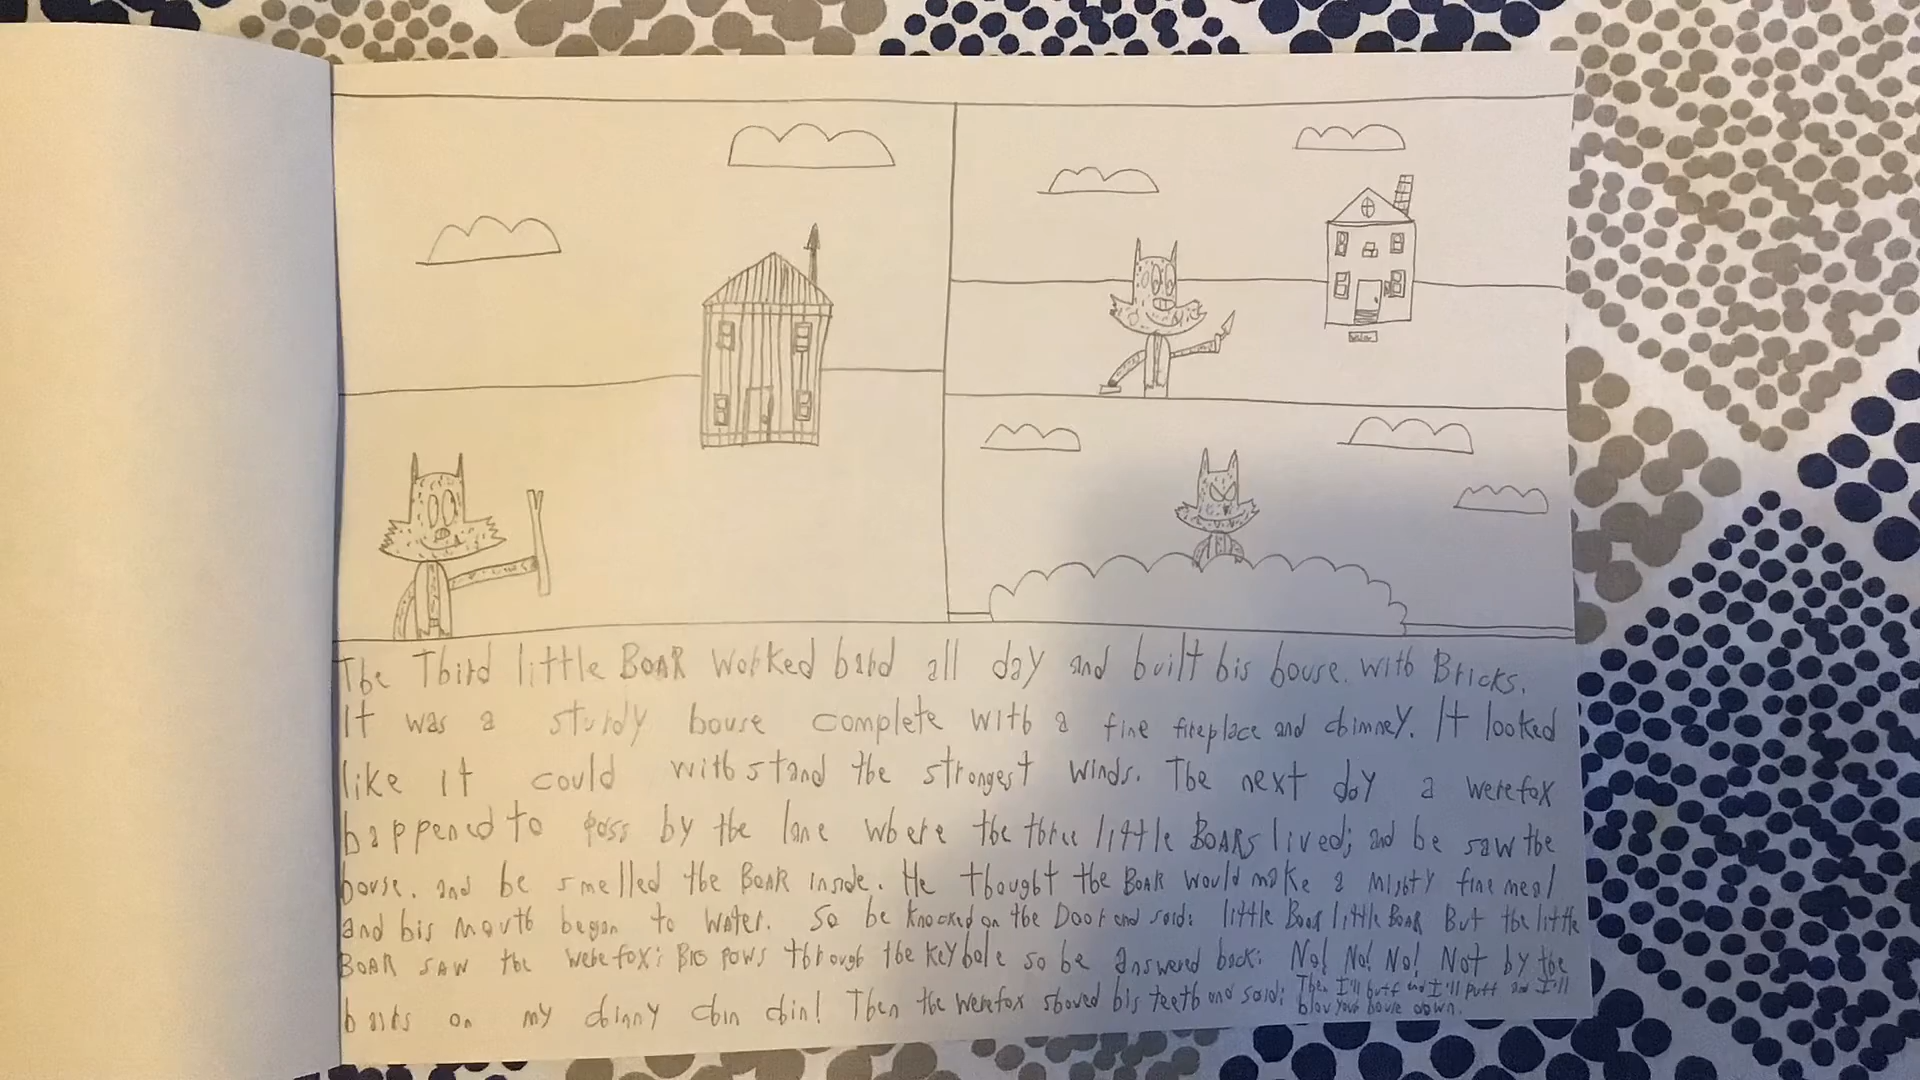 The Third little BOAR worked hard all day and built his house. with Bricks.
It was a sturdy house complete with a fine fireplace and chimney. It looked
like it could withstand the strongest winds. The next day a werefox
happened to pass by the lane where the three little BOARS lived; and he saw the
house. and he smelled the BOAR inside. He thought the BOAR would make a mighty fine meal
and his mouth began to water. So he knocked on the Door and said: little Boar little BOAR But the little
BOAR SAW the werefox; BIG POWS through the keyhole so he answered back: No! No! No! Not by the
hairs on my chinny chin chin! Then the werefox showed his teeth and said: Then I'll huff and I'll puff and I'll
blow your house down.